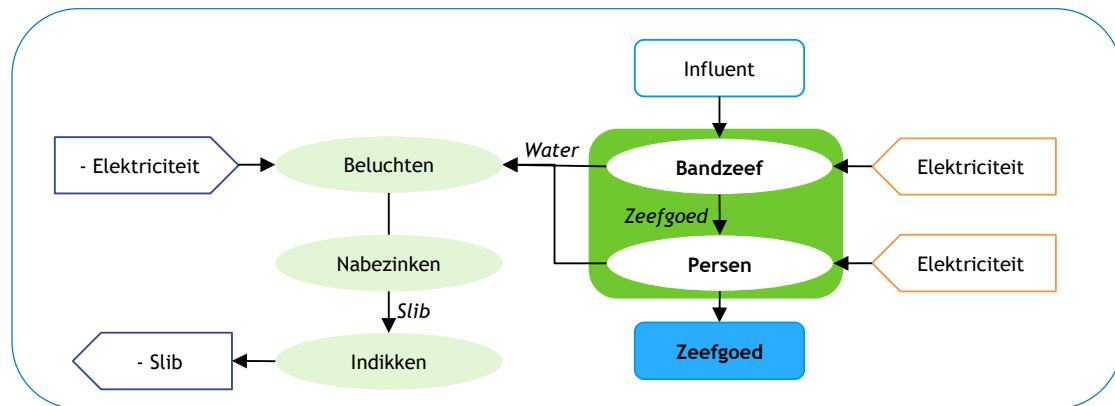 Influent
- Elektriciteit
Beluchten
Water
Bandzeef
Elektriciteit
Zeefgoed
Nabezinken
Persen
Elektriciteit
Slib
- Slib
Indikken
Zeefgoed